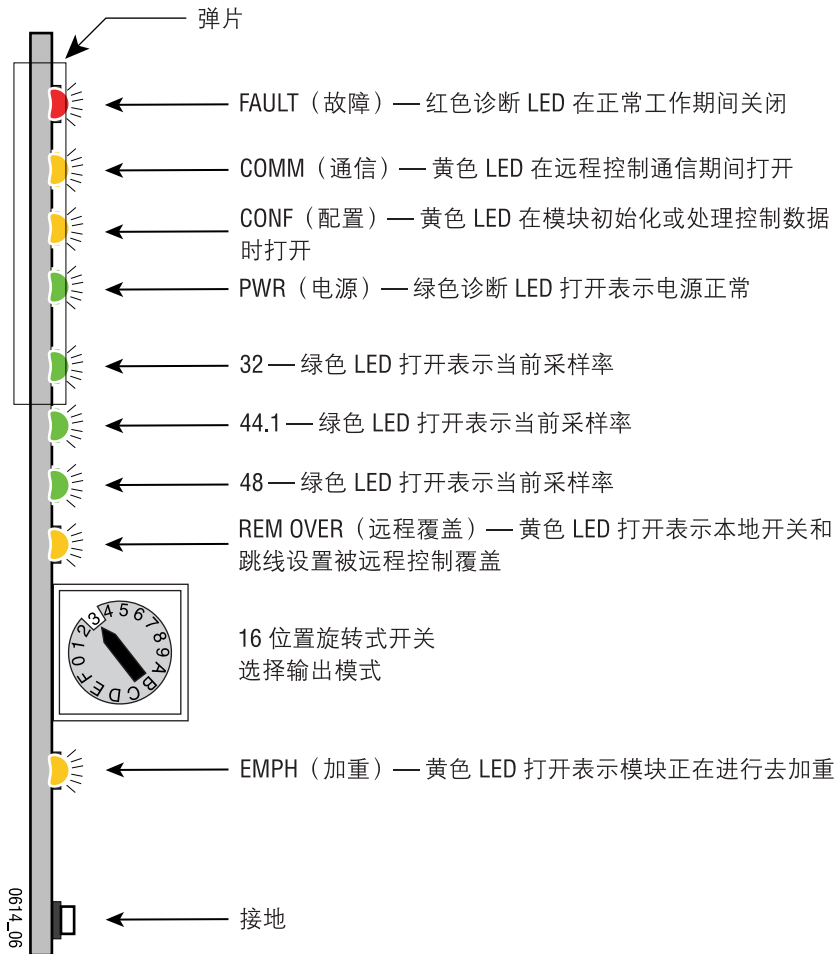 弹片
FAULT（故障）— 红色诊断 LED 在正常工作期间关闭
COMM（通信）— 黄色 LED 在远程控制通信期间打开
CONF（配置）— 黄色 LED 在模块初始化或处理控制数据
时打开
PWR（电源）— 绿色诊断 LED 打开表示电源正常
32 — 绿色 LED 打开表示当前采样率
44.1 — 绿色 LED 打开表示当前采样率
48 — 绿色 LED 打开表示当前采样率
REM OVER（远程覆盖）— 黄色 LED 打开表示本地开关和
跳线设置被远程控制覆盖
0 1 2 3 4 5 6 7 8 9 A B C D E F
16 位置旋转式开关
选择输出模式
EMPH（加重）— 黄色 LED 打开表示模块正在进行去加重
接地
0614_06